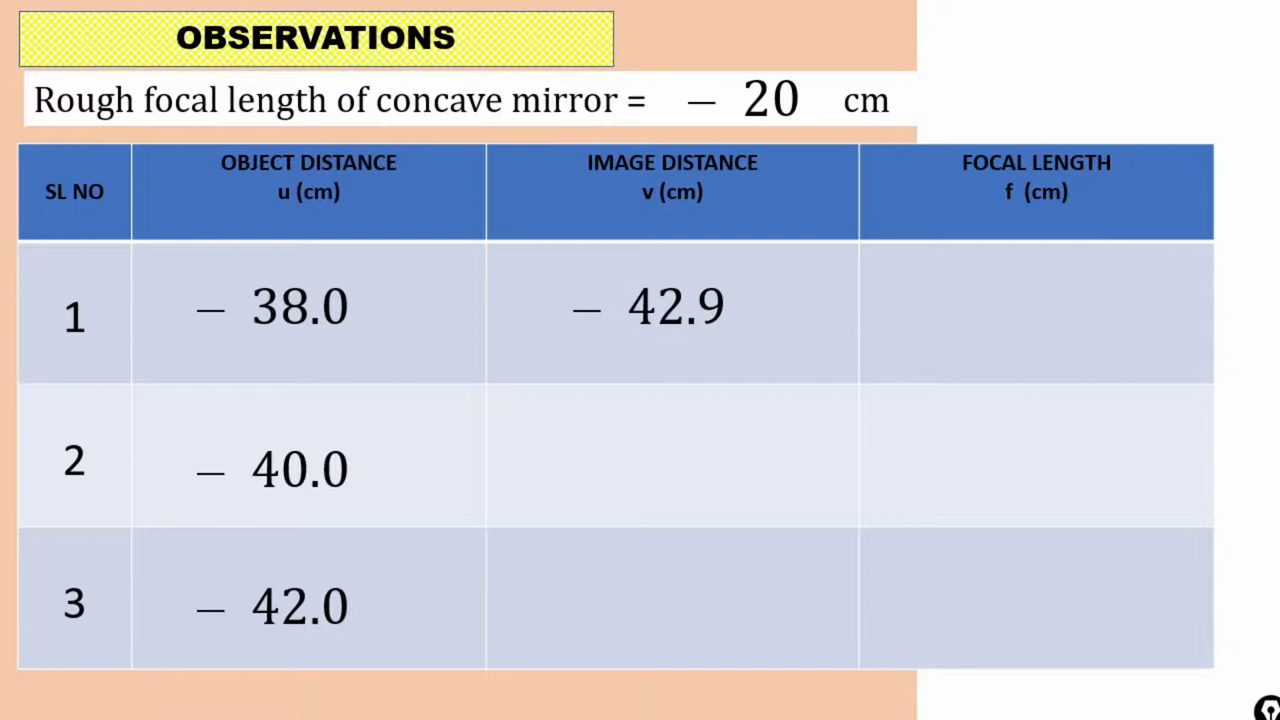 OBSERVATIONS
Rough focal length of concave mirror = − 20 cm
SL NO
OBJECT DISTANCE
u (cm)
IMAGE DISTANCE
v (cm)
FOCAL LENGTH
f (cm)
1 − 38.0 − 42.9
2 − 40.0
3 − 42.0